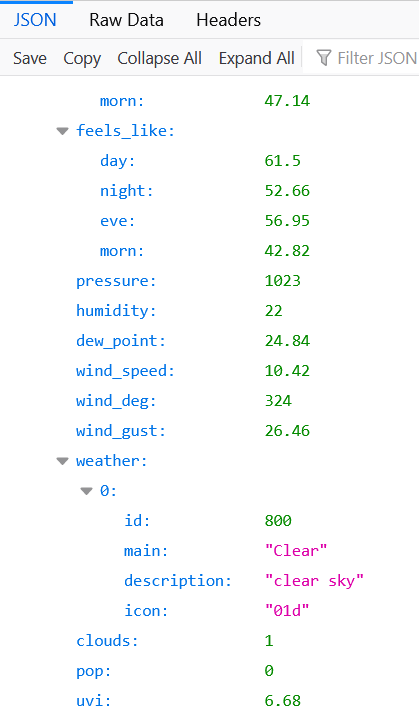 JSON Raw Data Headers
Save Copy Collapse All Expand All Filter JSON
morn: 47.14
feels_like:
day: 61.5
night: 52.66
eve: 56.95
morn: 42.82
pressure: 1023
humidity: 22
dew_point: 24.84
wind_speed: 10.42
wind_deg: 324
wind_gust: 26.46
weather:
0:
id: 800
main: "Clear"
description: "clear sky"
icon: "01d"
clouds: 1
pop: 0
uvi: 6.68